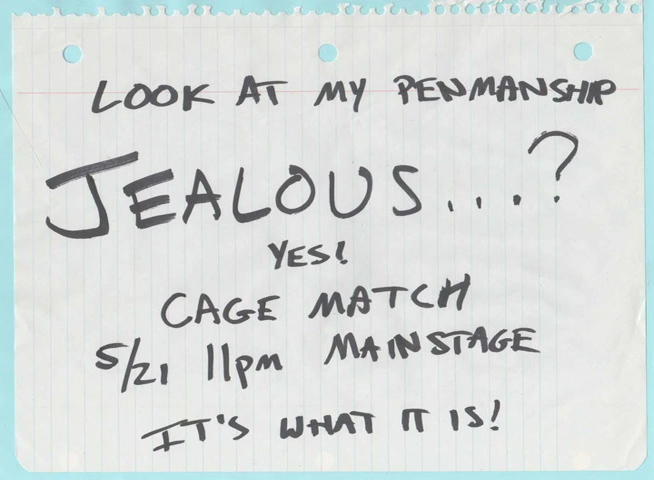 LOOK AT MY PENMANSHIP
JEALOUS...?
YES!
CAGE MATCH
5/21 11pm MAINSTAGE
IT'S WHAT IT IS!